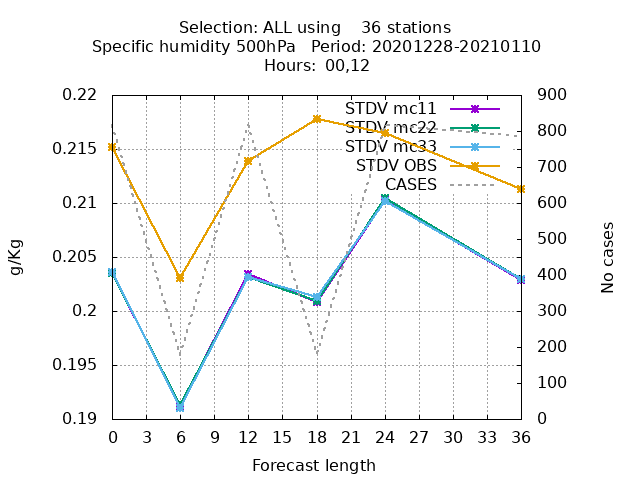 Selection: ALL using    36 stations
Specific humidity 500hPa   Period: 20201228-20210110
Hours: 00,12
STDV mc11
STDV mc22
STDV mc33
STDV OBS
CASES
0.22
0.215
0.21
0.205
0.2
0.195
0.19
g/Kg
900
800
700
600
500
400
300
200
100
0
No cases
0 3 6 9 12 15 18 21 24 27 30 33 36
Forecast length